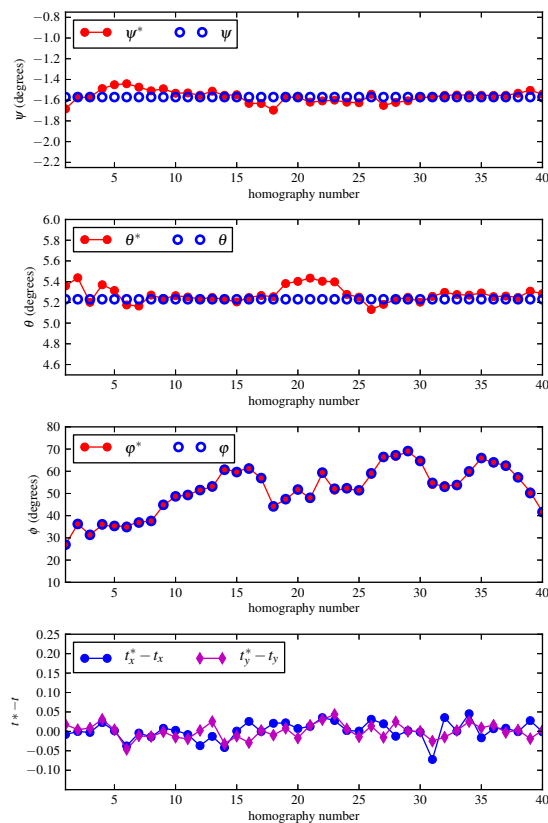 −0.8
−1.0
−1.2
−1.4
−1.6
−1.8
−2.0
−2.2
ψ (degrees)
ψ* ψ
5 10 15 20 25 30 35 40
homography number
6.0
5.8
5.6
5.4
5.2
5.0
4.8
4.6
θ (degrees)
θ* θ
5 10 15 20 25 30 35 40
homography number
80
70
60
50
40
30
20
10
ϕ (degrees)
φ* φ
5 10 15 20 25 30 35 40
homography number
0.25
0.20
0.15
0.10
0.05
0.00
−0.05
−0.10
t * −t
t*x − tx t*y − ty
5 10 15 20 25 30 35 40
homography number